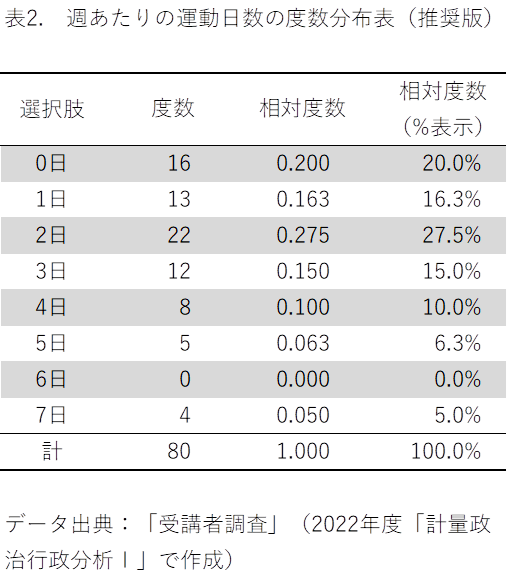 表2.　週あたりの運動日数の度数分布表（推奨版）
選択肢 度数 相対度数 相対度数
（%表示）
0日 16 0.200 20.0%
1日 13 0.163 16.3%
2日 22 0.275 27.5%
3日 12 0.150 15.0%
4日 8 0.100 10.0%
5日 5 0.063 6.3%
6日 0 0.000 0.0%
7日 4 0.050 5.0%
計 80 1.000 100.0%
データ出典：「受講者調査」（2022年度「計量政
治行政分析Ⅰ」で作成）